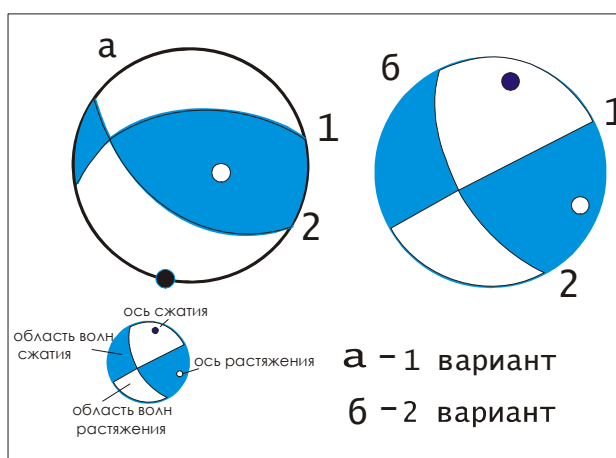 а
1
2
б
1
2
ось сжатия
область волн
сжатия
ось растяжения
область волн
растяжения
а – 1 вариант
б – 2 вариант